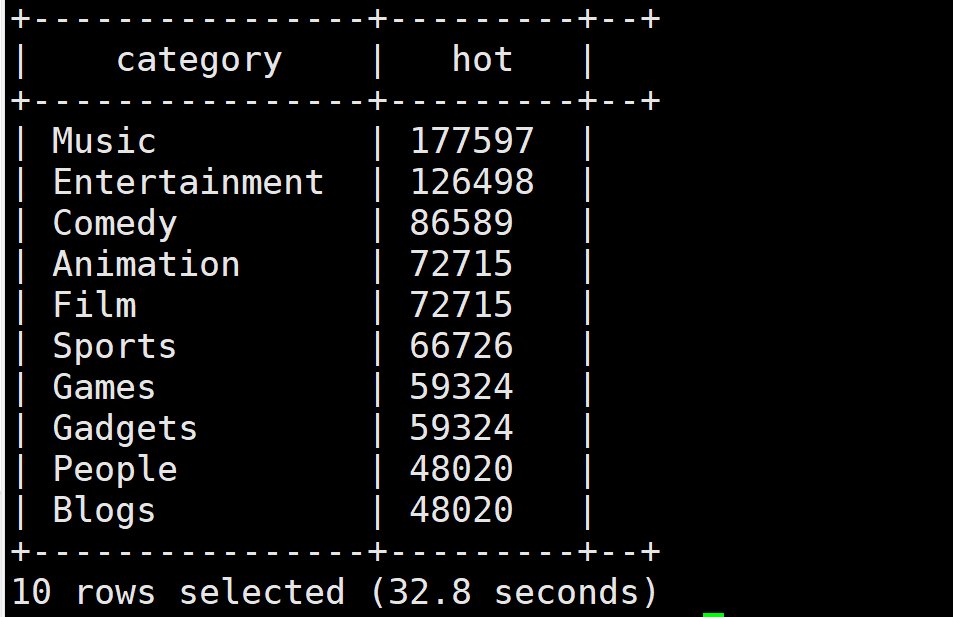 +----------------+---------+--+
|    category    |   hot   |
+----------------+---------+--+
| Music          | 177597  |
| Entertainment  | 126498  |
| Comedy         | 86589   |
| Animation      | 72715   |
| Film           | 72715   |
| Sports         | 66726   |
| Games          | 59324   |
| Gadgets        | 59324   |
| People         | 48020   |
| Blogs          | 48020   |
+----------------+---------+--+
10 rows selected (32.8 seconds)